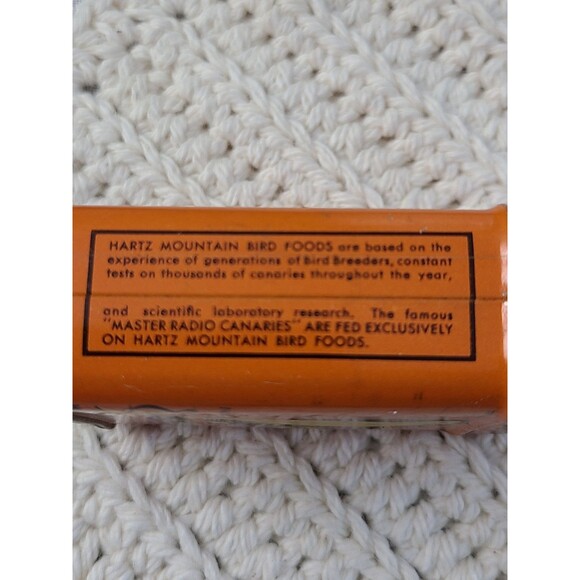 HARTZ MOUNTAIN BIRD FOODS are based on the
experience of generations of Bird Breeders, constant
tests on thousands of canaries throughout the year,
and scientific laboratory research. The famous
"MASTER RADIO CANARIES" ARE FED EXCLUSIVELY
ON HARTZ MOUNTAIN BIRD FOODS.